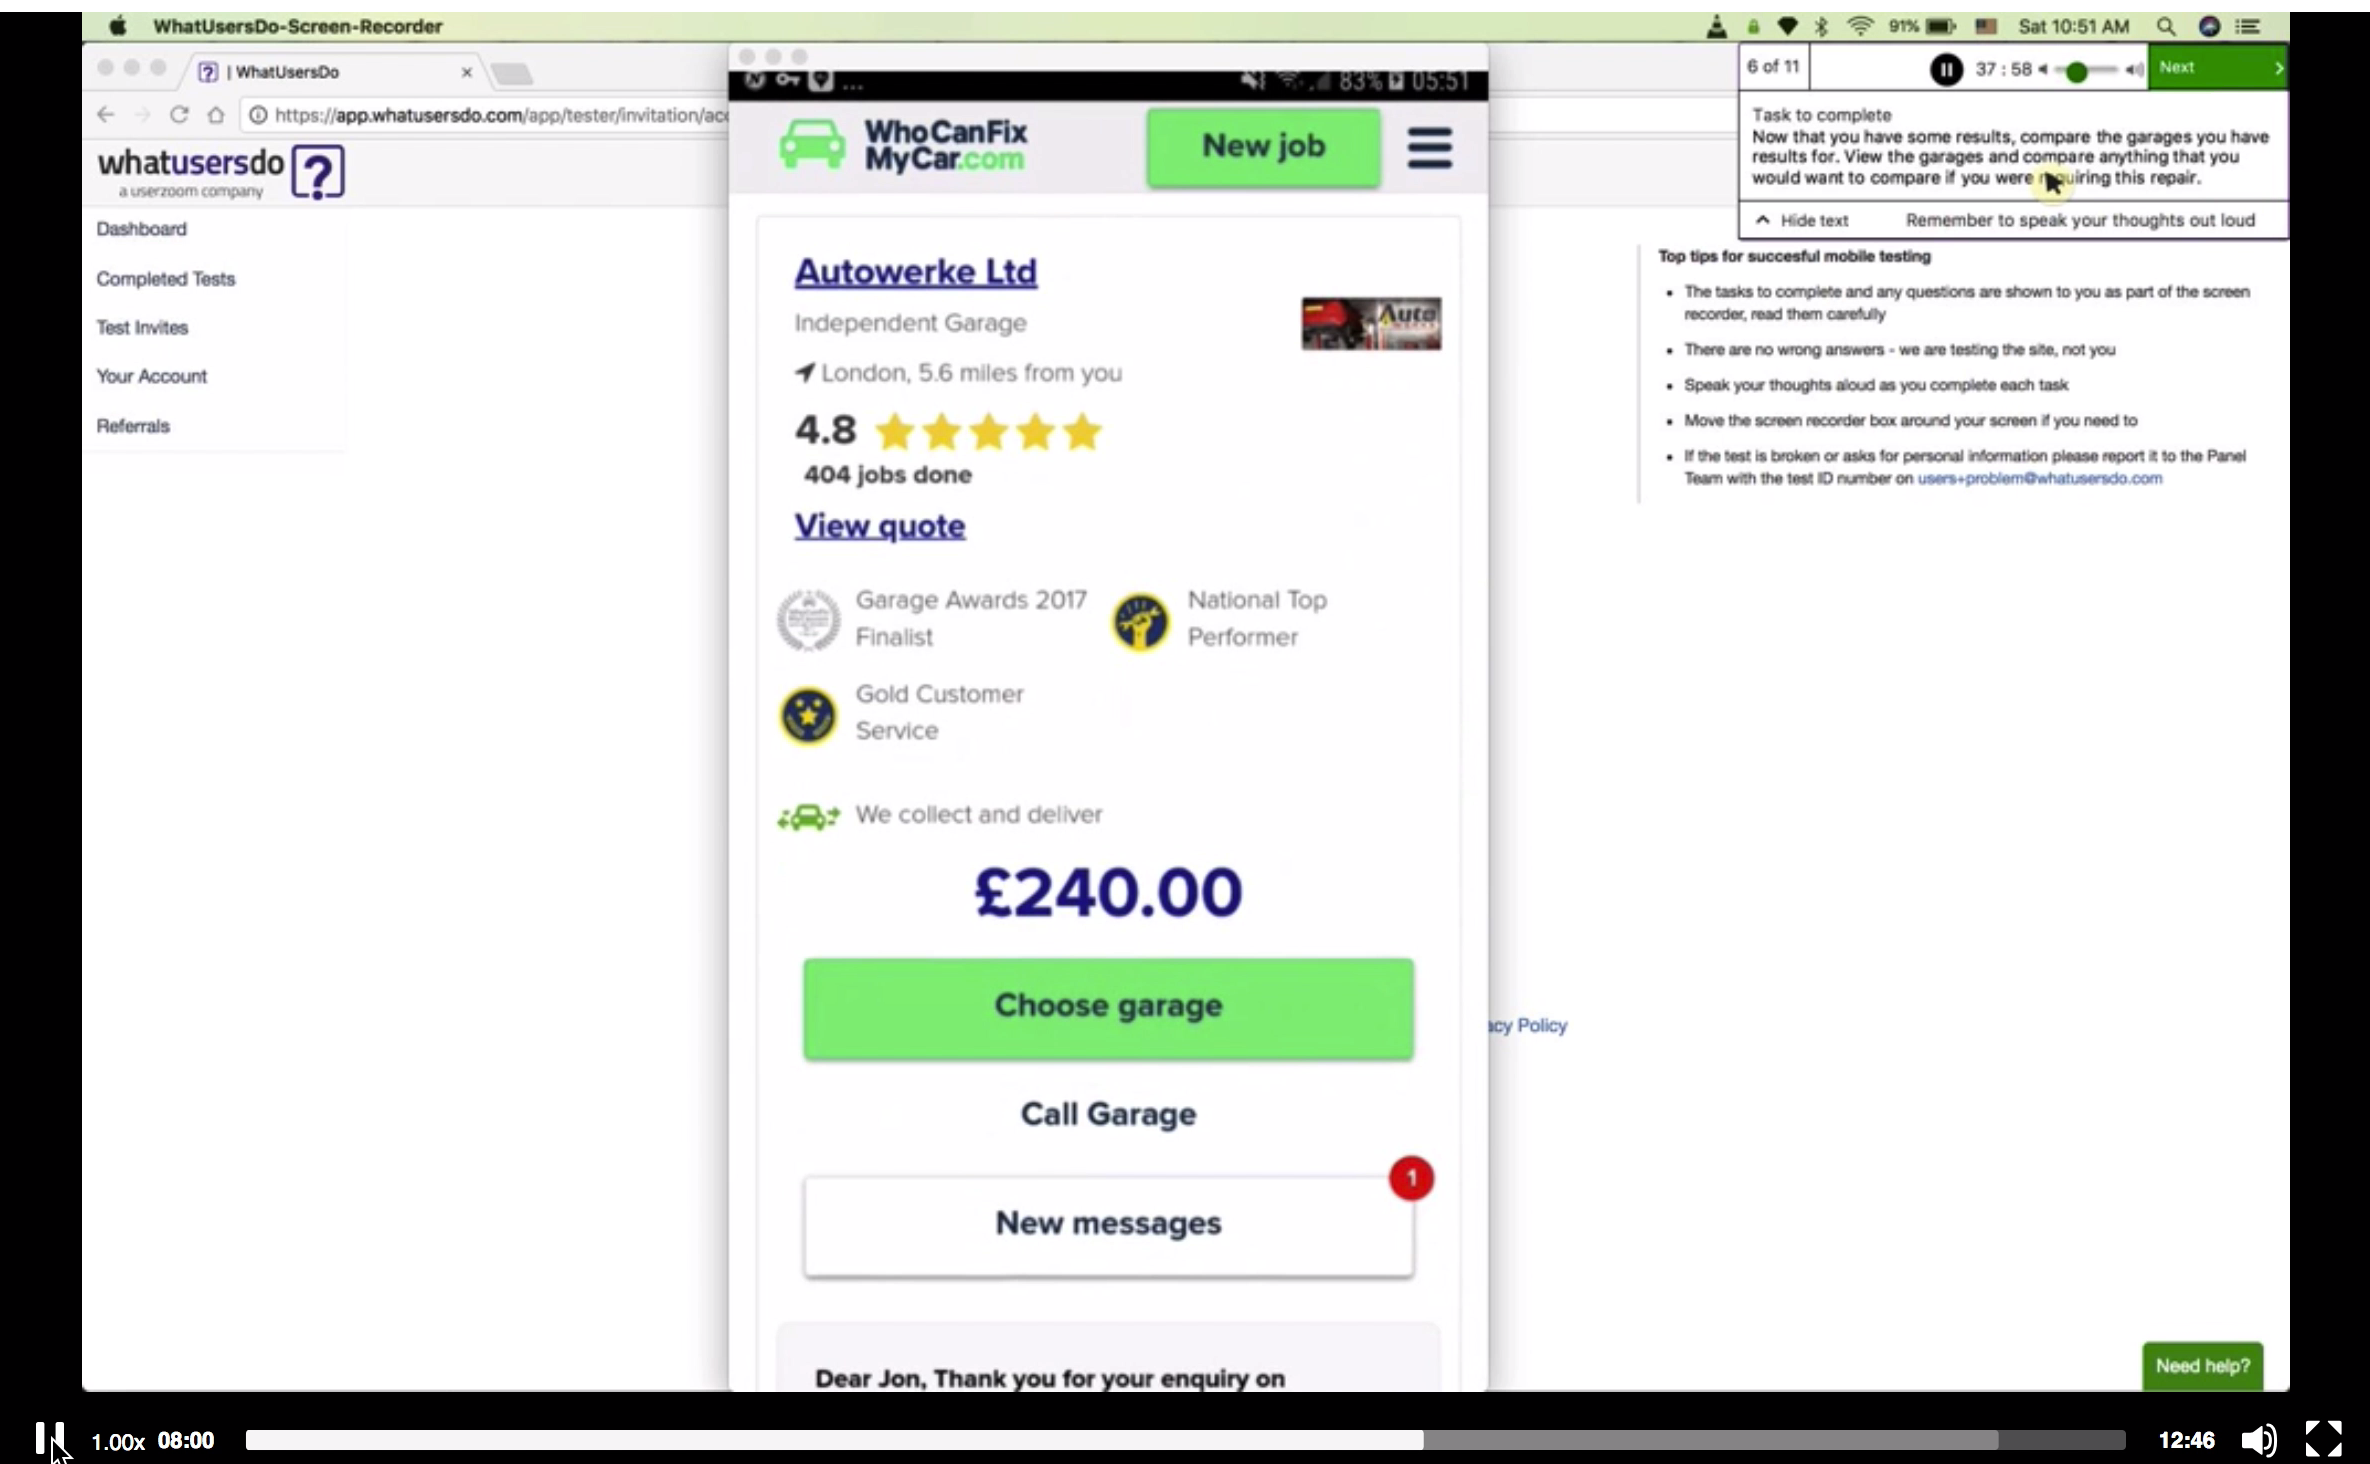 WhatUsersDo-Screen-Recorder
91%
Sat 10:51 AM
| WhatUsersDo
https://app.whatusersdo.com/app/tester/invitation/acc
whatusersdo
a userzoom company
Dashboard
Completed Tests
Test Invites
Your Account
Referrals
83% 05:51
WhoCanFix
MyCar.com
New job
Autowerke Ltd
Independent Garage
London, 5.6 miles from you
Auto
4.8
404 jobs done
View quote
Garage Awards 2017
Finalist
National Top
Performer
Gold Customer
Service
We collect and deliver
£240.00
Choose garage
Call Garage
1
New messages
Dear Jon, Thank you for your enquiry on
6 of 11
37 : 58
Next
Task to complete
Now that you have some results, compare the garages you have
results for. View the garages and compare anything that you
would want to compare if you were requiring this repair.
Hide text
Remember to speak your thoughts out loud
Top tips for succesful mobile testing
• The tasks to complete and any questions are shown to you as part of the screen
recorder, read them carefully
• There are no wrong answers - we are testing the site, not you
• Speak your thoughts aloud as you complete each task
• Move the screen recorder box around your screen if you need to
• If the test is broken or asks for personal information please report it to the Panel
Team with the test ID number on users+problem@whatusersdo.com
acy Policy
Need help?
1.00x 08:00
12:46